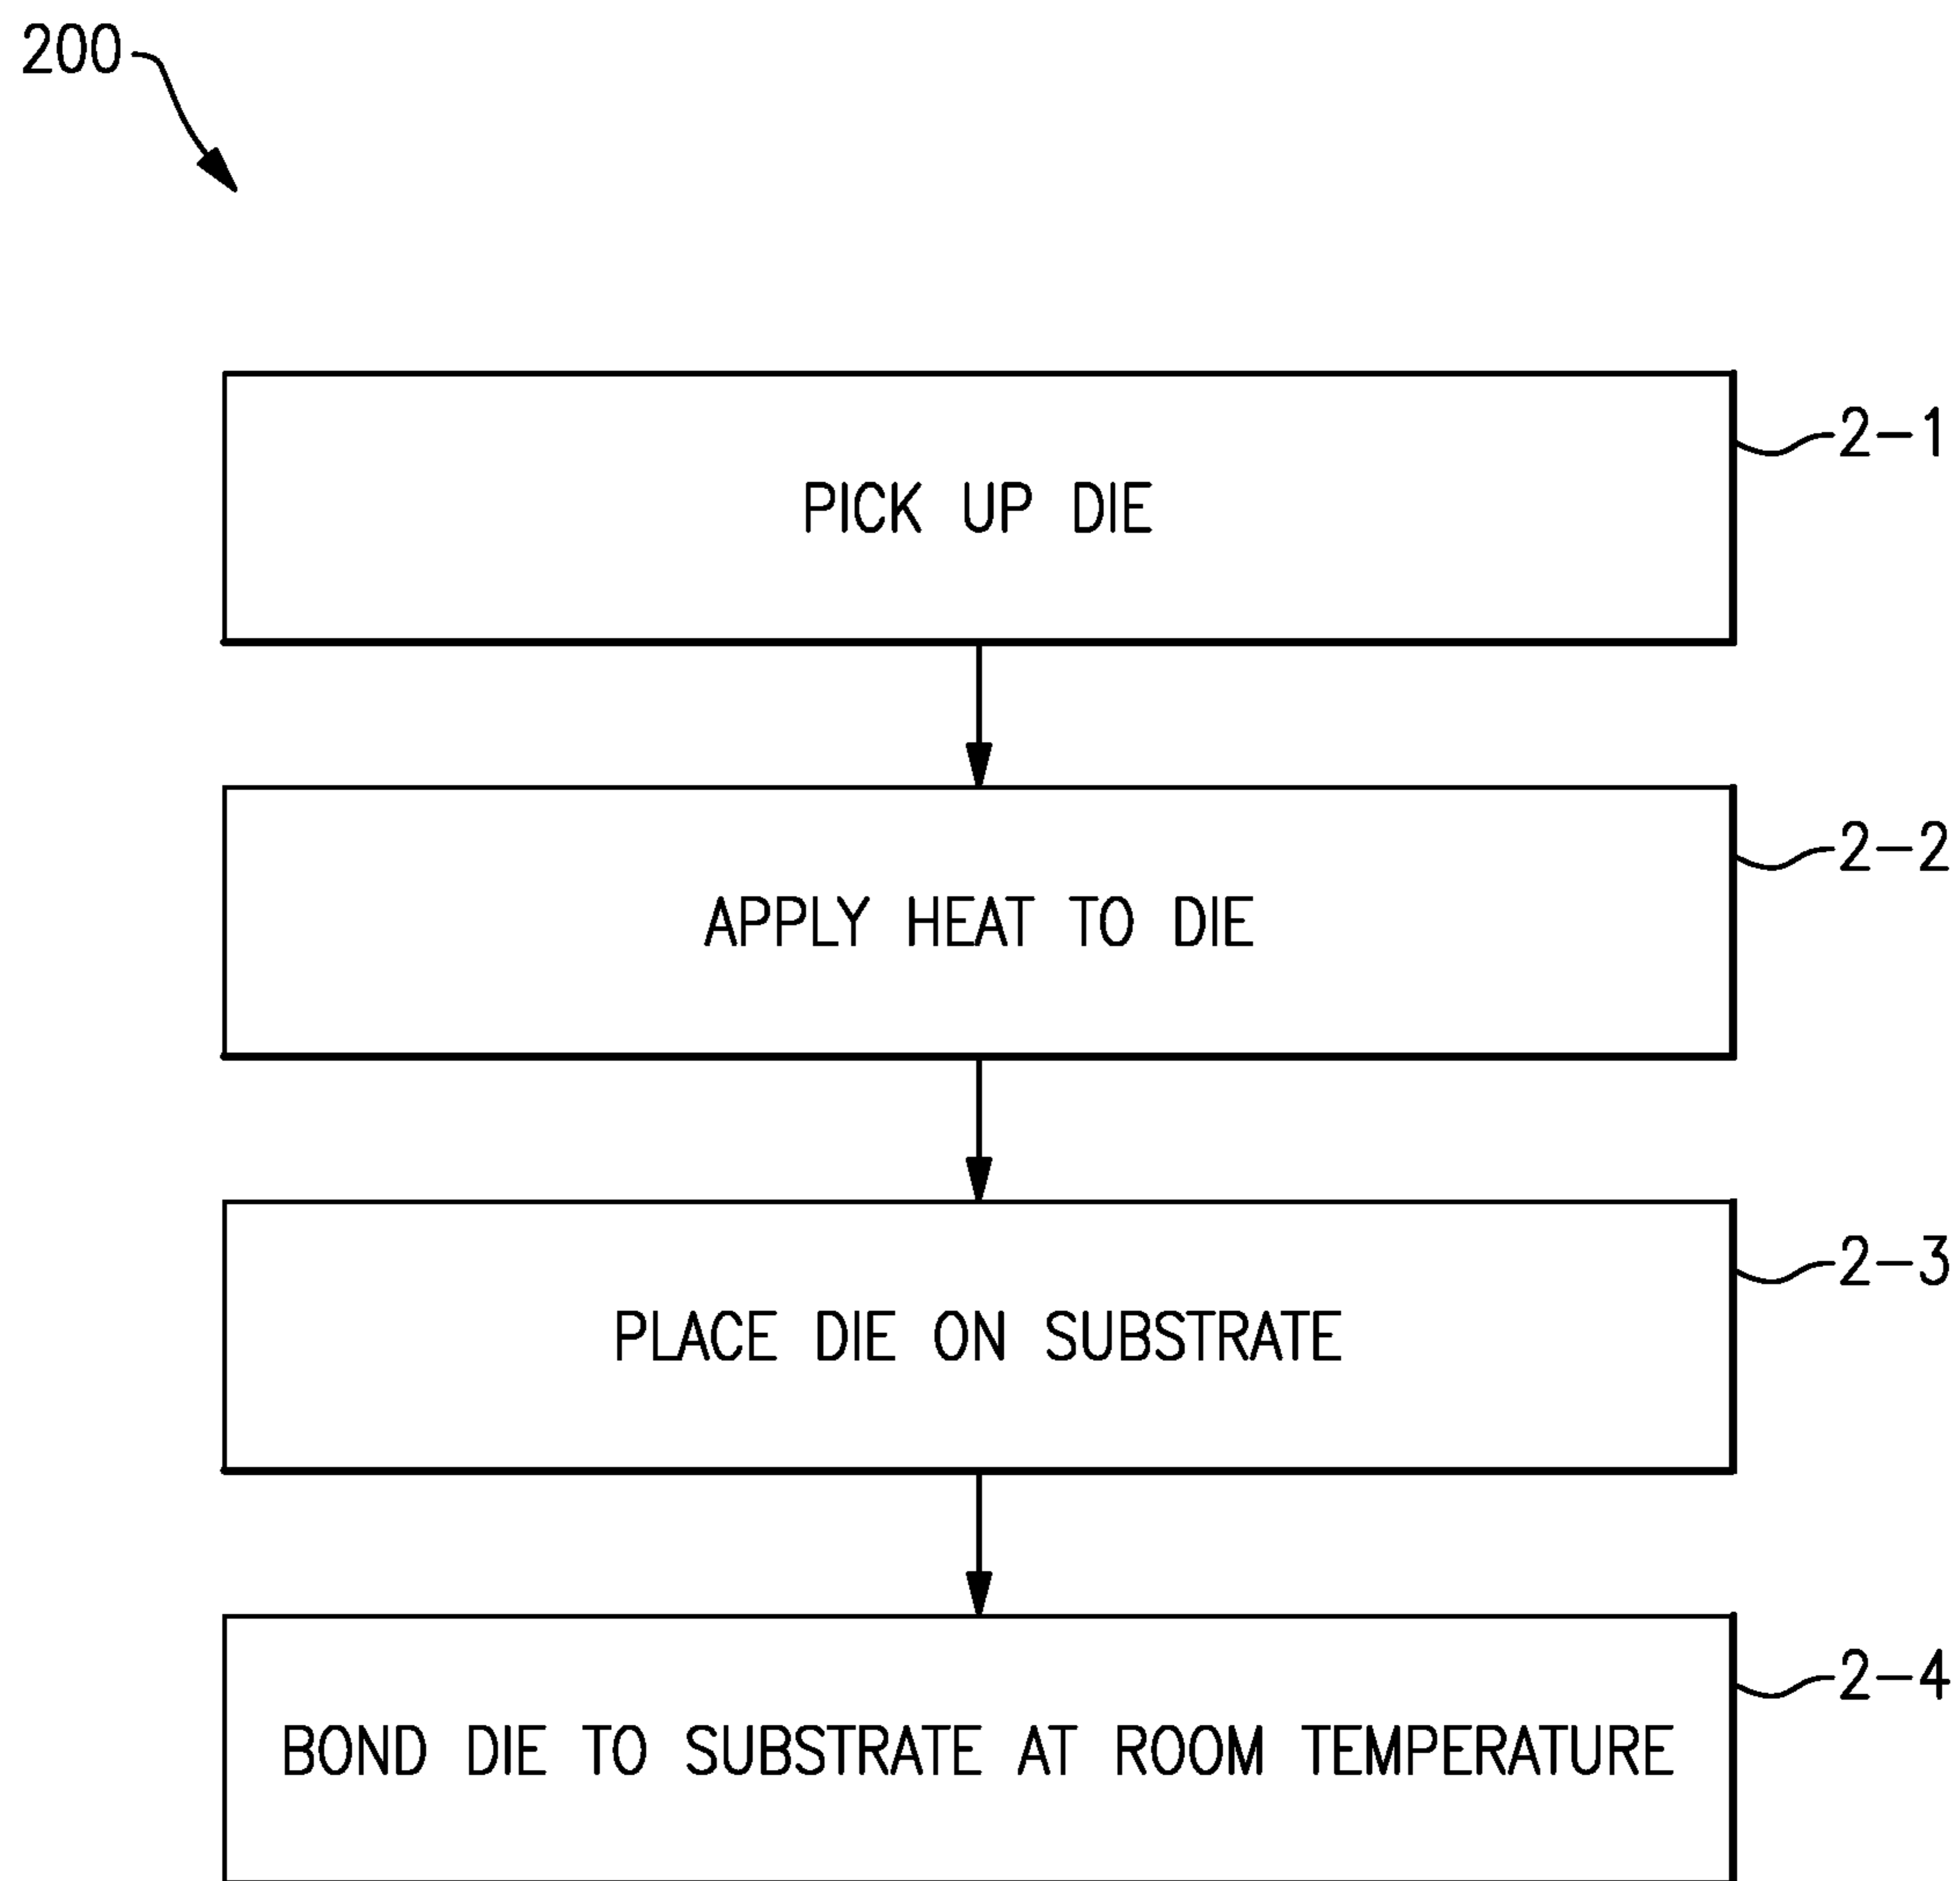 200
PICK UP DIE
2-1
APPLY HEAT TO DIE
2-2
PLACE DIE ON SUBSTRATE
2-3
BOND DIE TO SUBSTRATE AT ROOM TEMPERATURE
2-4